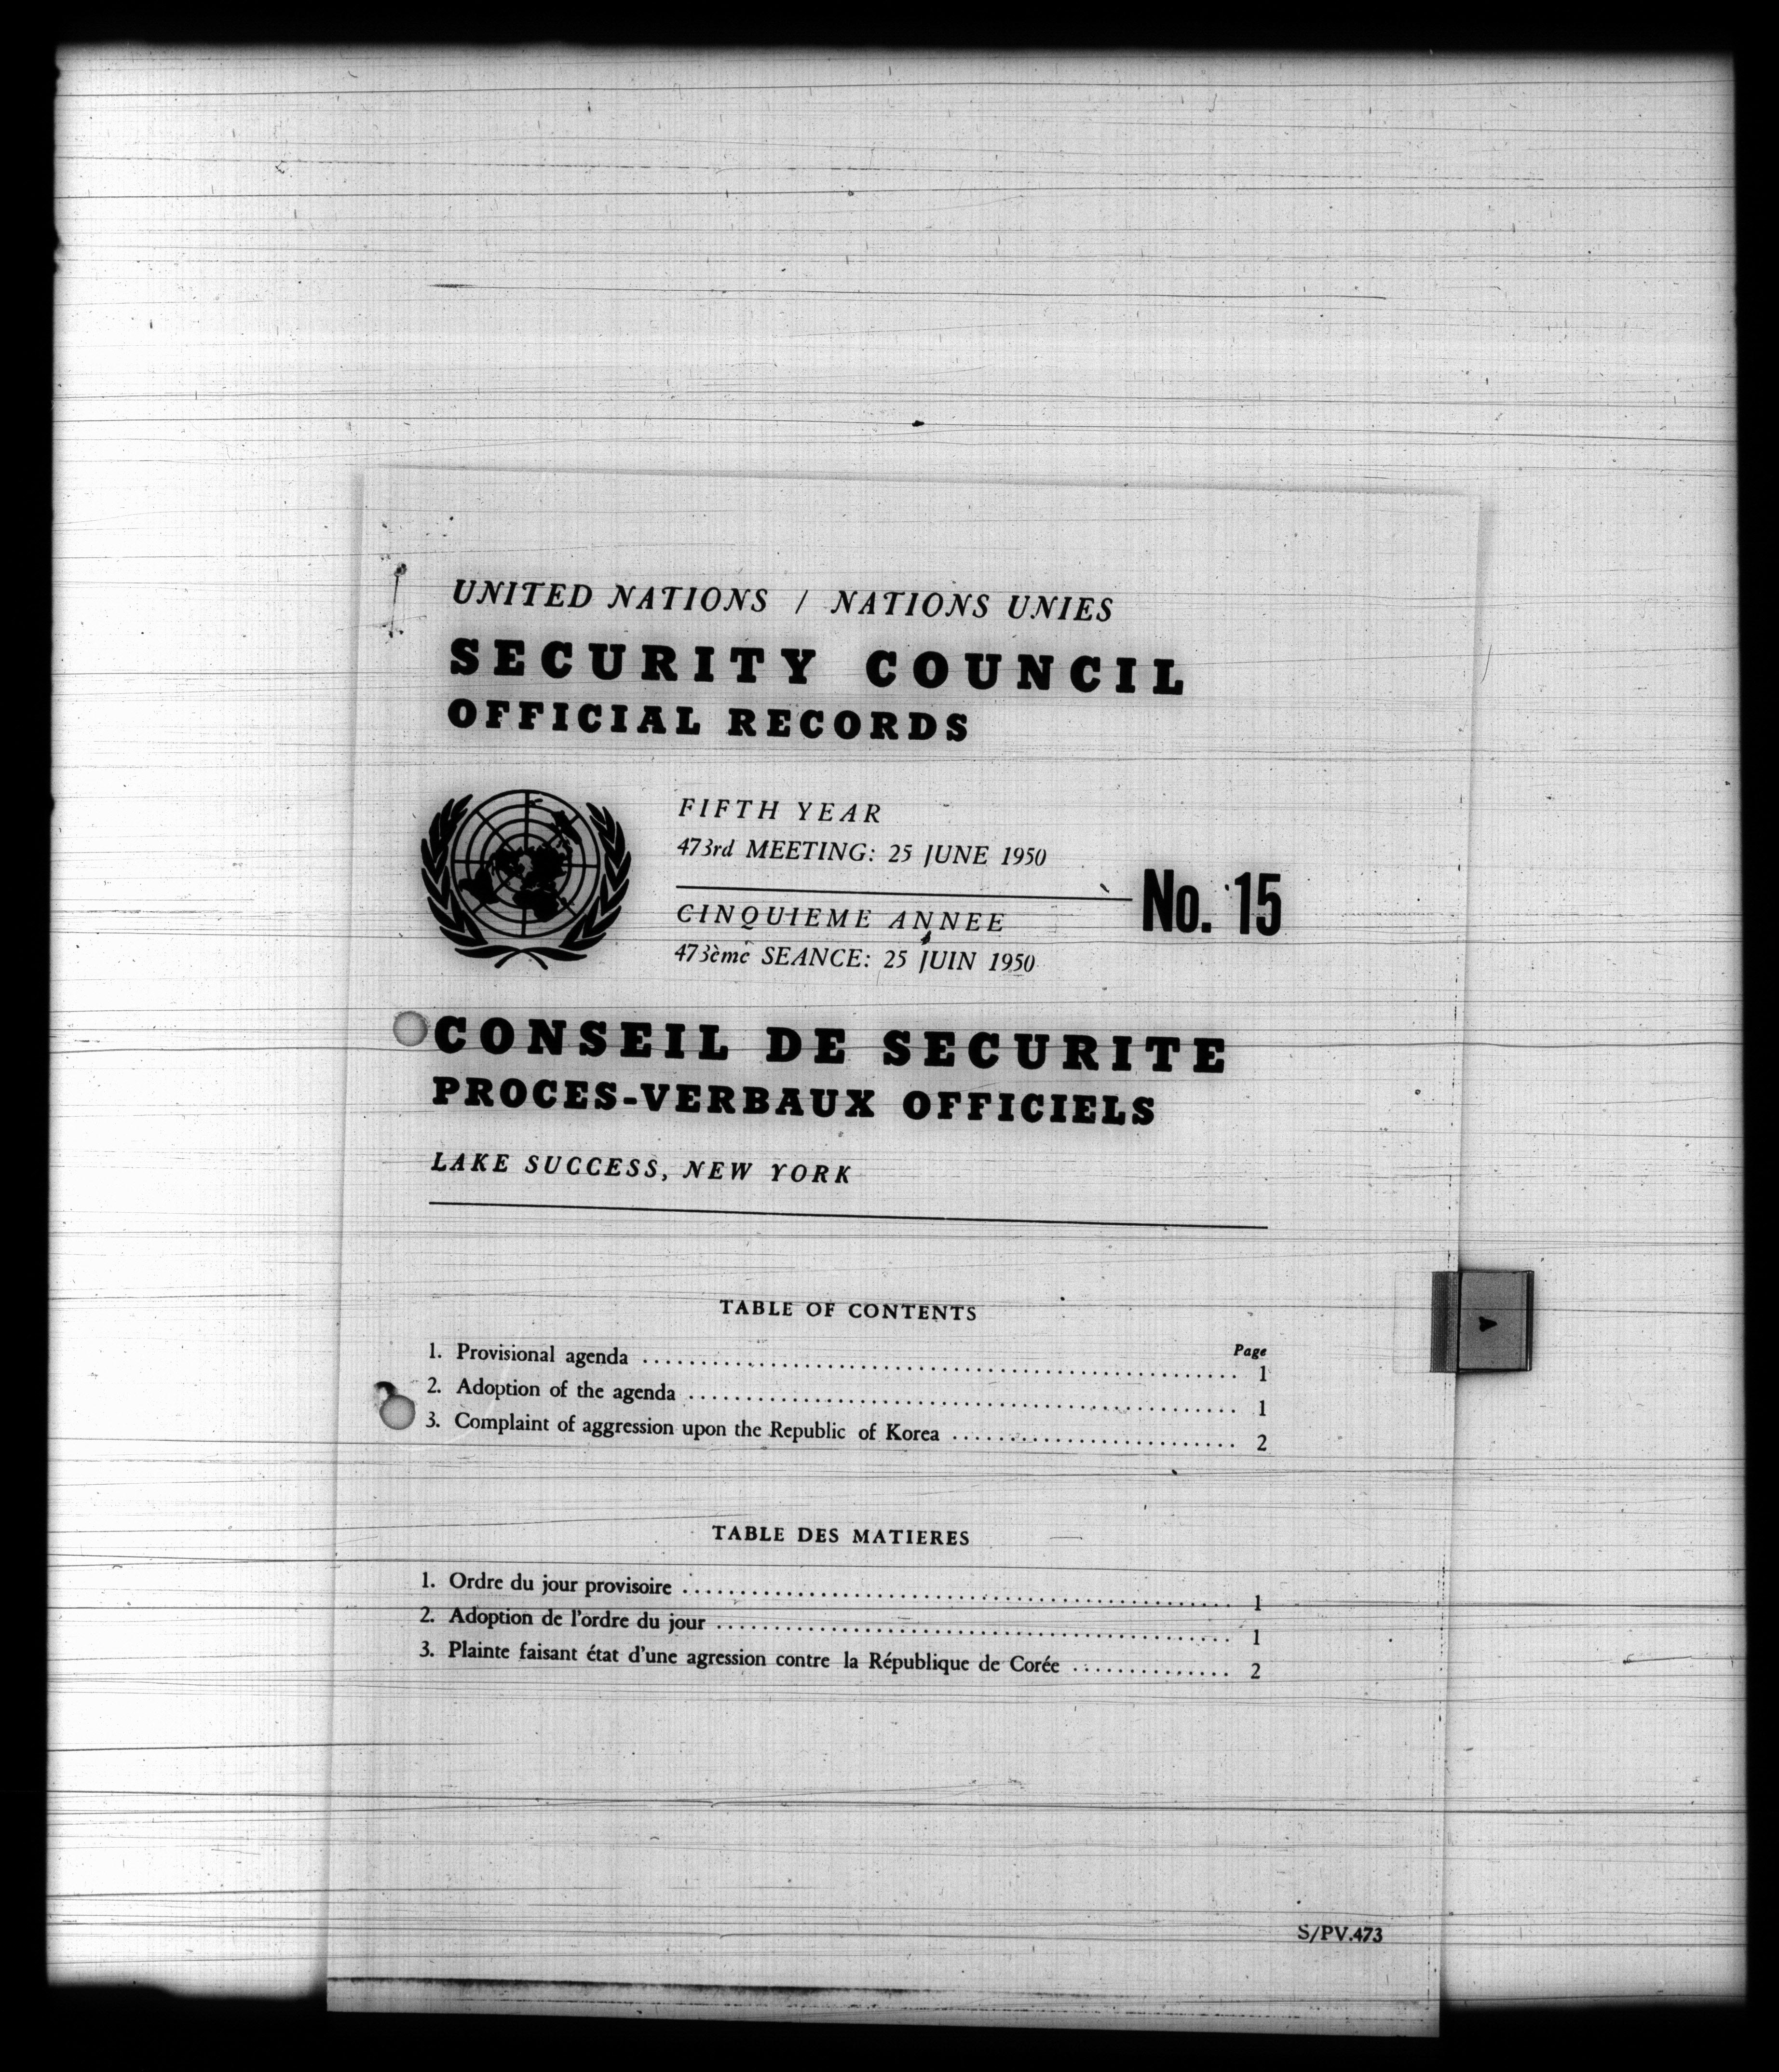 UNITED NATIONS / NATIONS UNIES
SECURITY COUNCIL
OFFICIAL RECORDS
FIFTH YEAR
473rd MEETING: 25 JUNE 1950
No. 15
CINQUIEME ANNEE
473ème SEANCE: 25 JUIN 1950
CONSEIL DE SECURITE
PROCES-VERBAUX OFFICIELS
LAKE SUCCESS, NEW YORK
TABLE OF CONTENTS
Page
1. Provisional agenda .................................................. 1
2. Adoption of the agenda .............................................. 1
3. Complaint of aggression upon the Republic of Korea ........................ 2
TABLE DES MATIERES
1. Ordre du jour provisoire .............................................. 1
2. Adoption de l'ordre du jour ........................................... 1
3. Plainte faisant état d'une agression contre la République de Corée .............. 2
S/PV.473